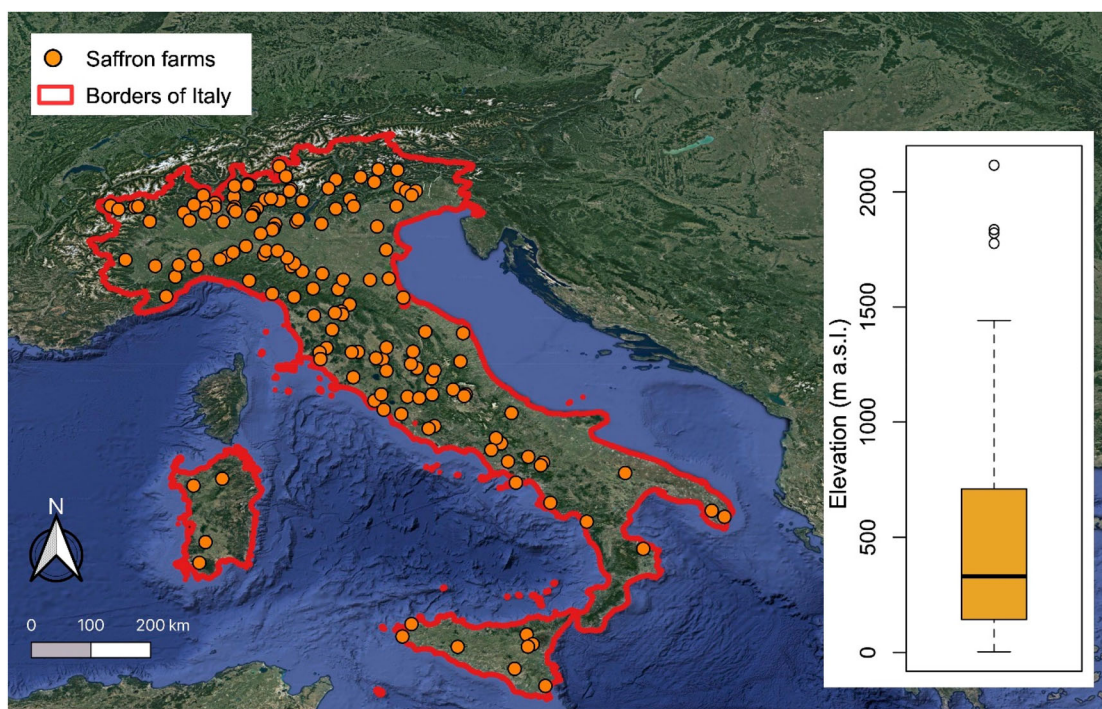 Saffron farms
Borders of Italy
N
0 100 200 km
Elevation (m a.s.l.)
2000
1500
1000
500
0